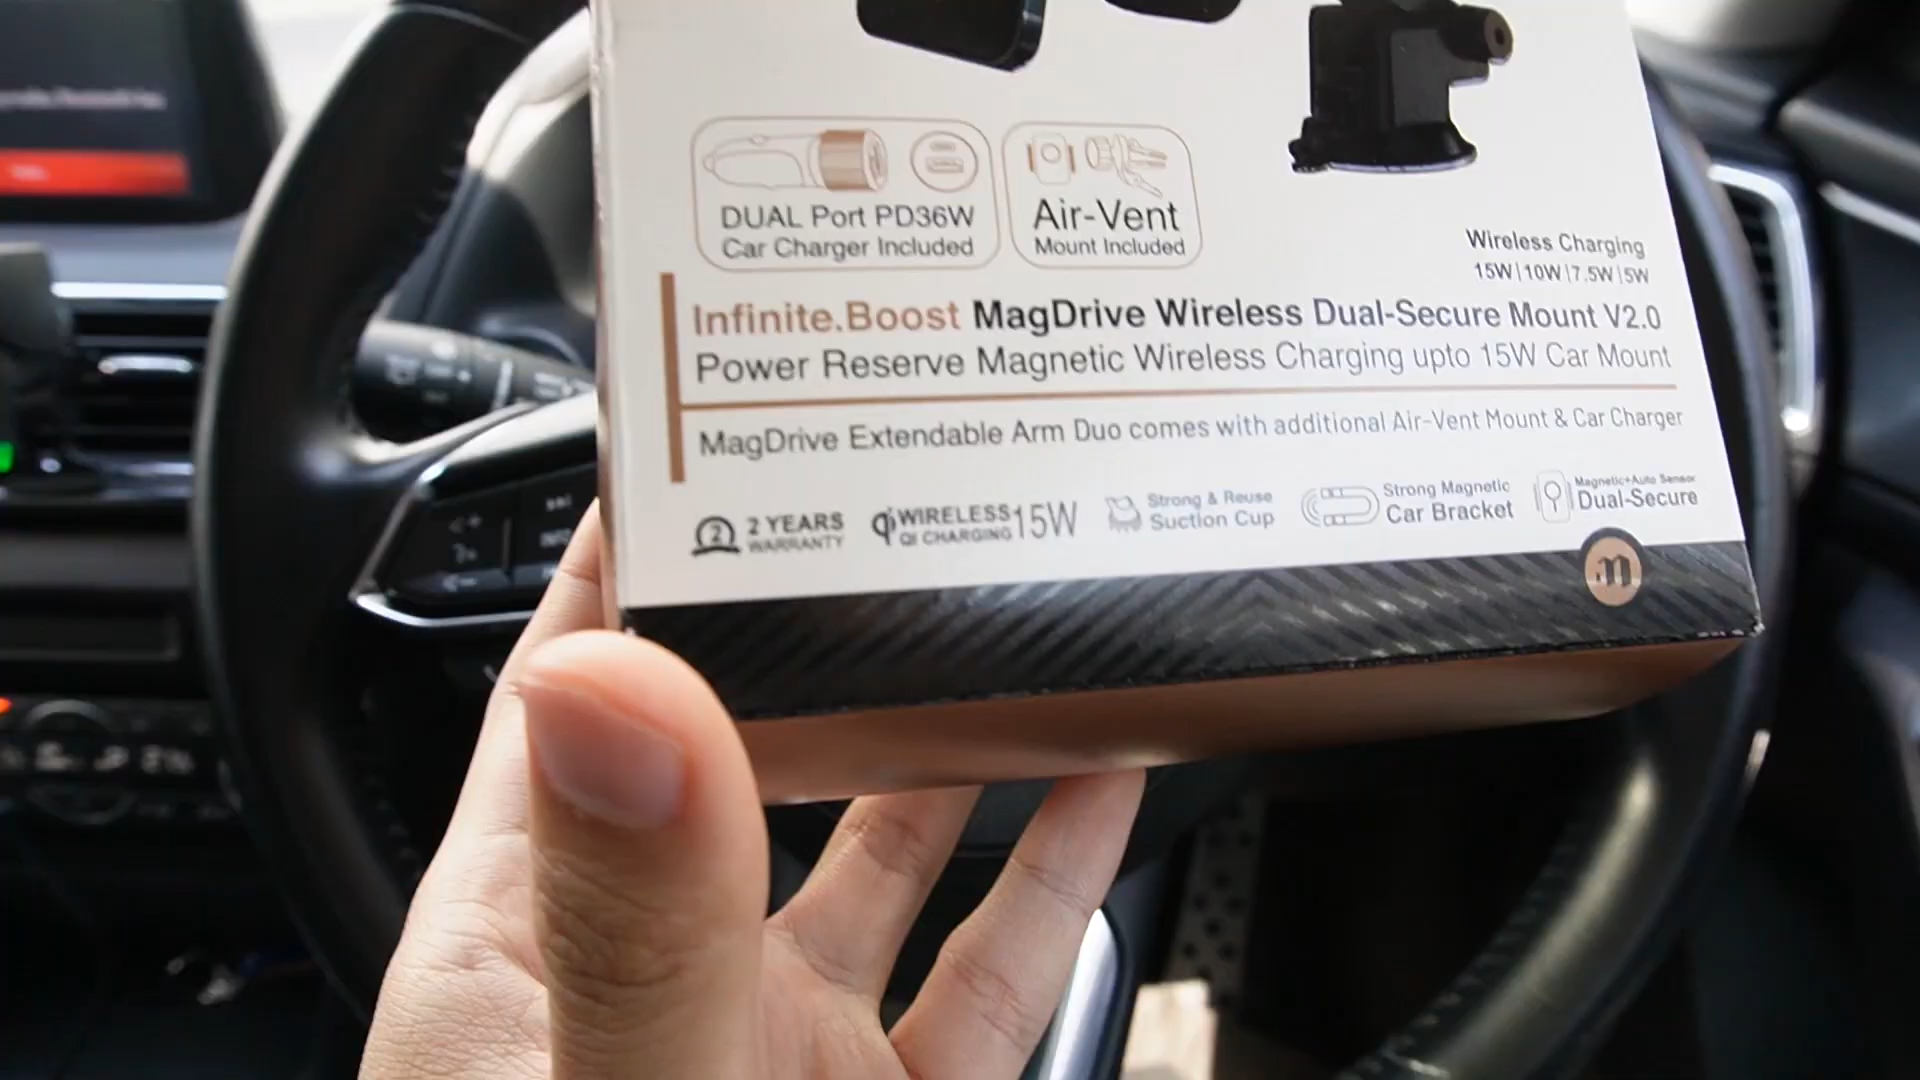 DUAL Port PD36W
Car Charger Included
Air-Vent
Mount Included
Wireless Charging
15W|10W|7.5W|5W
Infinite.Boost MagDrive Wireless Dual-Secure Mount V2.0
Power Reserve Magnetic Wireless Charging upto 15W Car Mount
MagDrive Extendable Arm Duo comes with additional Air-Vent Mount & Car Charger
2 2 YEARS
WARRANTY
WIRELESS
QI CHARGING 15W
Strong & Reuse
Suction Cup
Strong Magnetic
Car Bracket
Magnetic+Auto Sensor
Dual-Secure
m
INFO